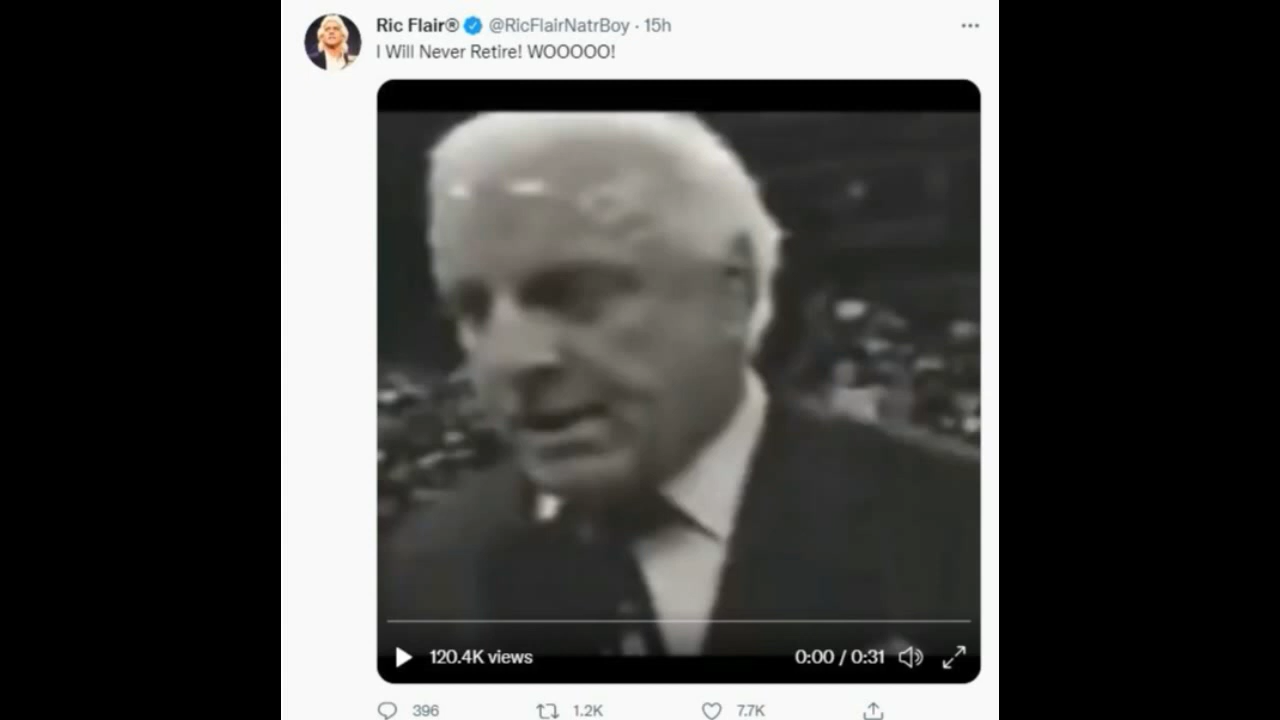 Ric Flair® @RicFlairNatrBoy · 15h
I Will Never Retire! WOOOOO!
120.4K views 0:00 / 0:31
396 1.2K 7.7K